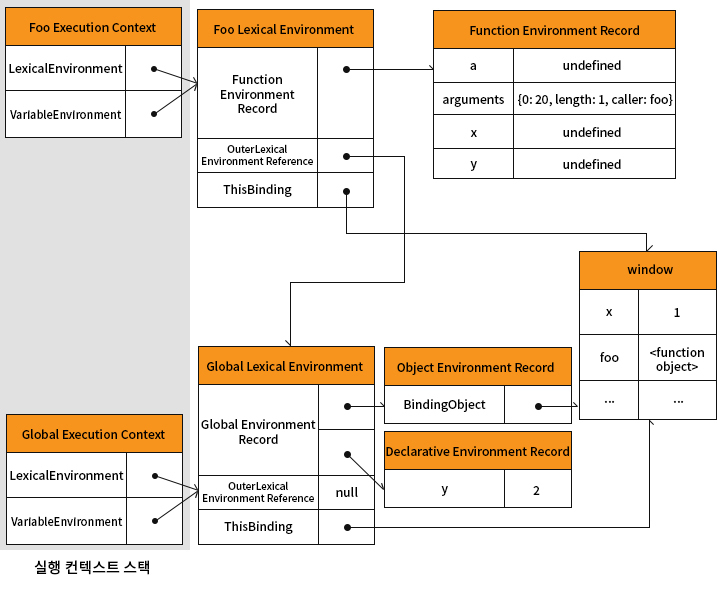 Foo Execution Context
LexicalEnvironment
VariableEnvironment
Foo Lexical Environment
Function
Environment
Record
OuterLexical
Environment Reference
ThisBinding
Function Environment Record
a undefined
arguments {0: 20, length: 1, caller: foo}
x undefined
y undefined
window
x 1
foo <function
object>
... ...
Global Lexical Environment
Global Environment
Record
OuterLexical
Environment Reference null
ThisBinding
Object Environment Record
BindingObject
Declarative Environment Record
y 2
Global Execution Context
LexicalEnvironment
VariableEnvironment
실행 컨텍스트 스택